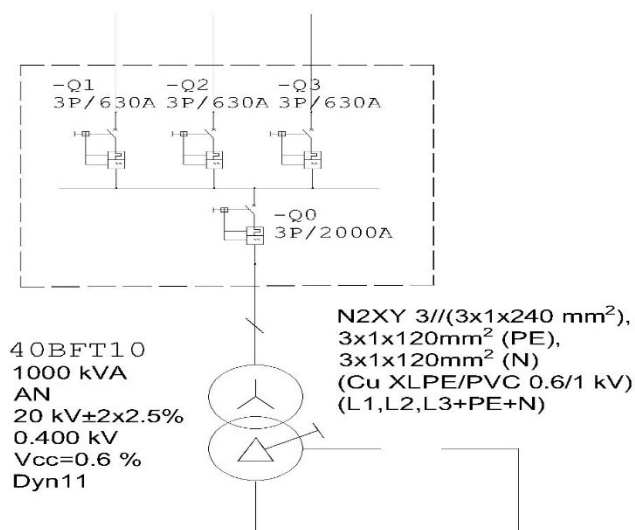 -Q1
3P/630A
-Q2
3P/630A
-Q3
3P/630A
-Q0
3P/2000A
N2XY 3//(3x1x240 mm²),
3x1x120mm² (PE),
3x1x120mm² (N)
(Cu XLPE/PVC 0.6/1 kV)
(L1,L2,L3+PE+N)
40BFT10
1000 kVA
AN
20 kV±2x2.5%
0.400 kV
Vcc=0.6 %
Dyn11